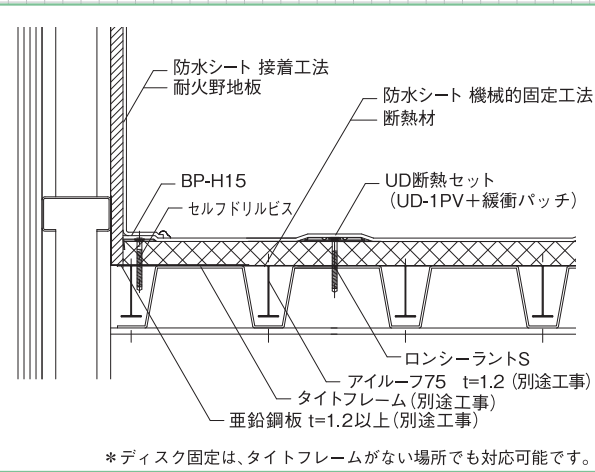 防水シート 接着工法
耐火野地板
防水シート 機械的固定工法
断熱材
BP-H15
セルフドリルビス
UD断熱セット
（UD-1PV＋緩衝パッチ）
ロンシーラントS
アイルーフ75　t=1.2（別途工事）
タイトフレーム（別途工事）
亜鉛鋼板 t=1.2以上（別途工事）
＊ディスク固定は、タイトフレームがない場所でも対応可能です。